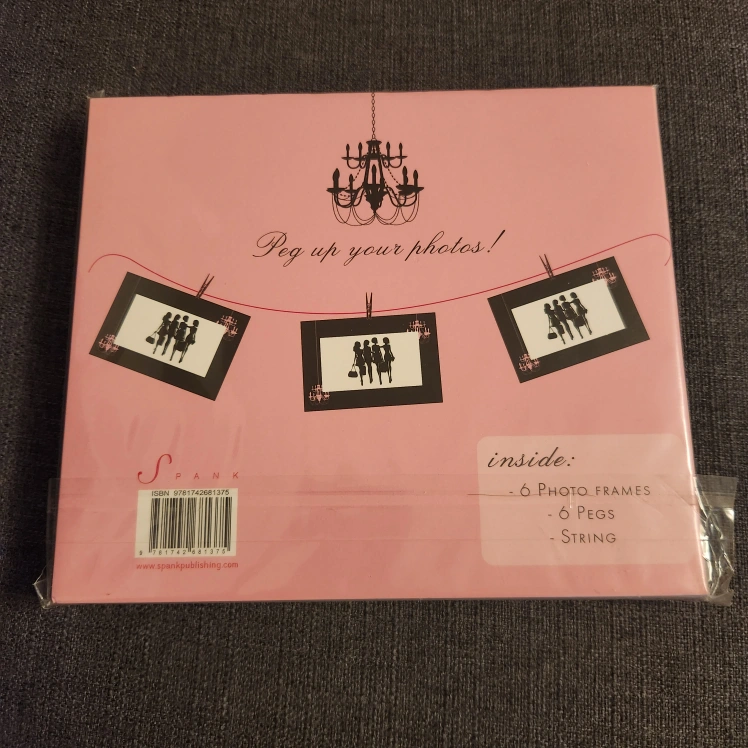 Peg up your photos!
inside:
- 6 PHOTO FRAMES
- 6 PEGS
- STRING
SPANK
ISBN 9781742681375
9 781742 681375
www.spankpublishing.com